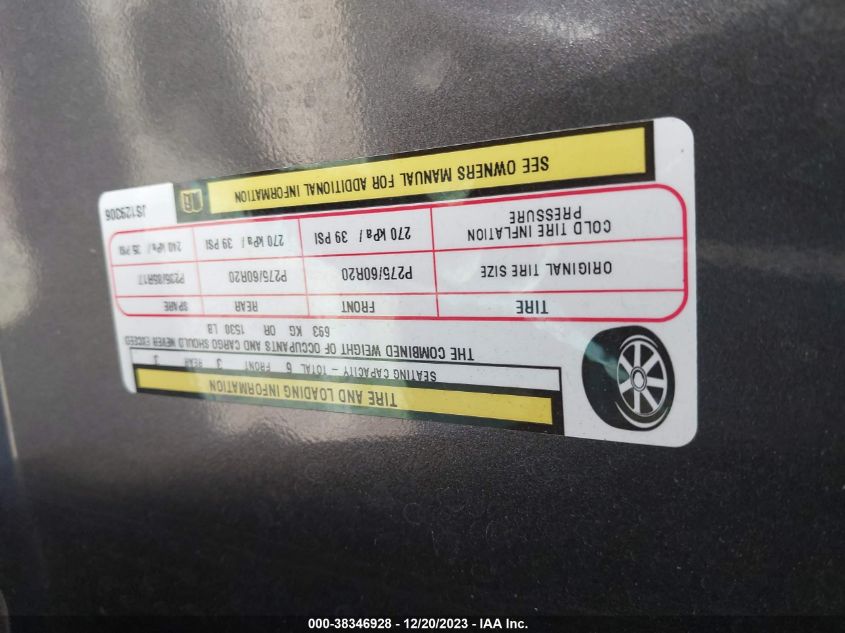 TIRE AND LOADING INFORMATION
SEATING CAPACITY - TOTAL 6 FRONT 3 REAR 3
THE COMBINED WEIGHT OF OCCUPANTS AND CARGO SHOULD NEVER EXCEED
693 KG OR 1530 LB
TIRE FRONT REAR SPARE
ORIGINAL TIRE SIZE P275/60R20 P275/60R20 P235/85R17
COLD TIRE INFLATION PRESSURE 270 kPa / 39 PSI 270 kPa / 39 PSI 240 kPa / 35 PSI
SEE OWNERS MANUAL FOR ADDITIONAL INFORMATION
JS129306
000-38346928 - 12/20/2023 - IAA Inc.